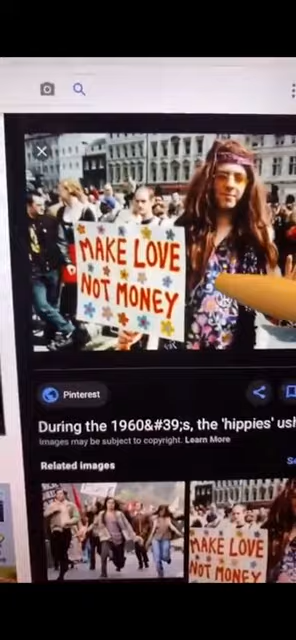 MAKE LOVE
NOT MONEY
Pinterest
During the 1960&#39;s, the 'hippies' ush
Images may be subject to copyright. Learn More
Related images
MAKE LOVE
NOT MONEY